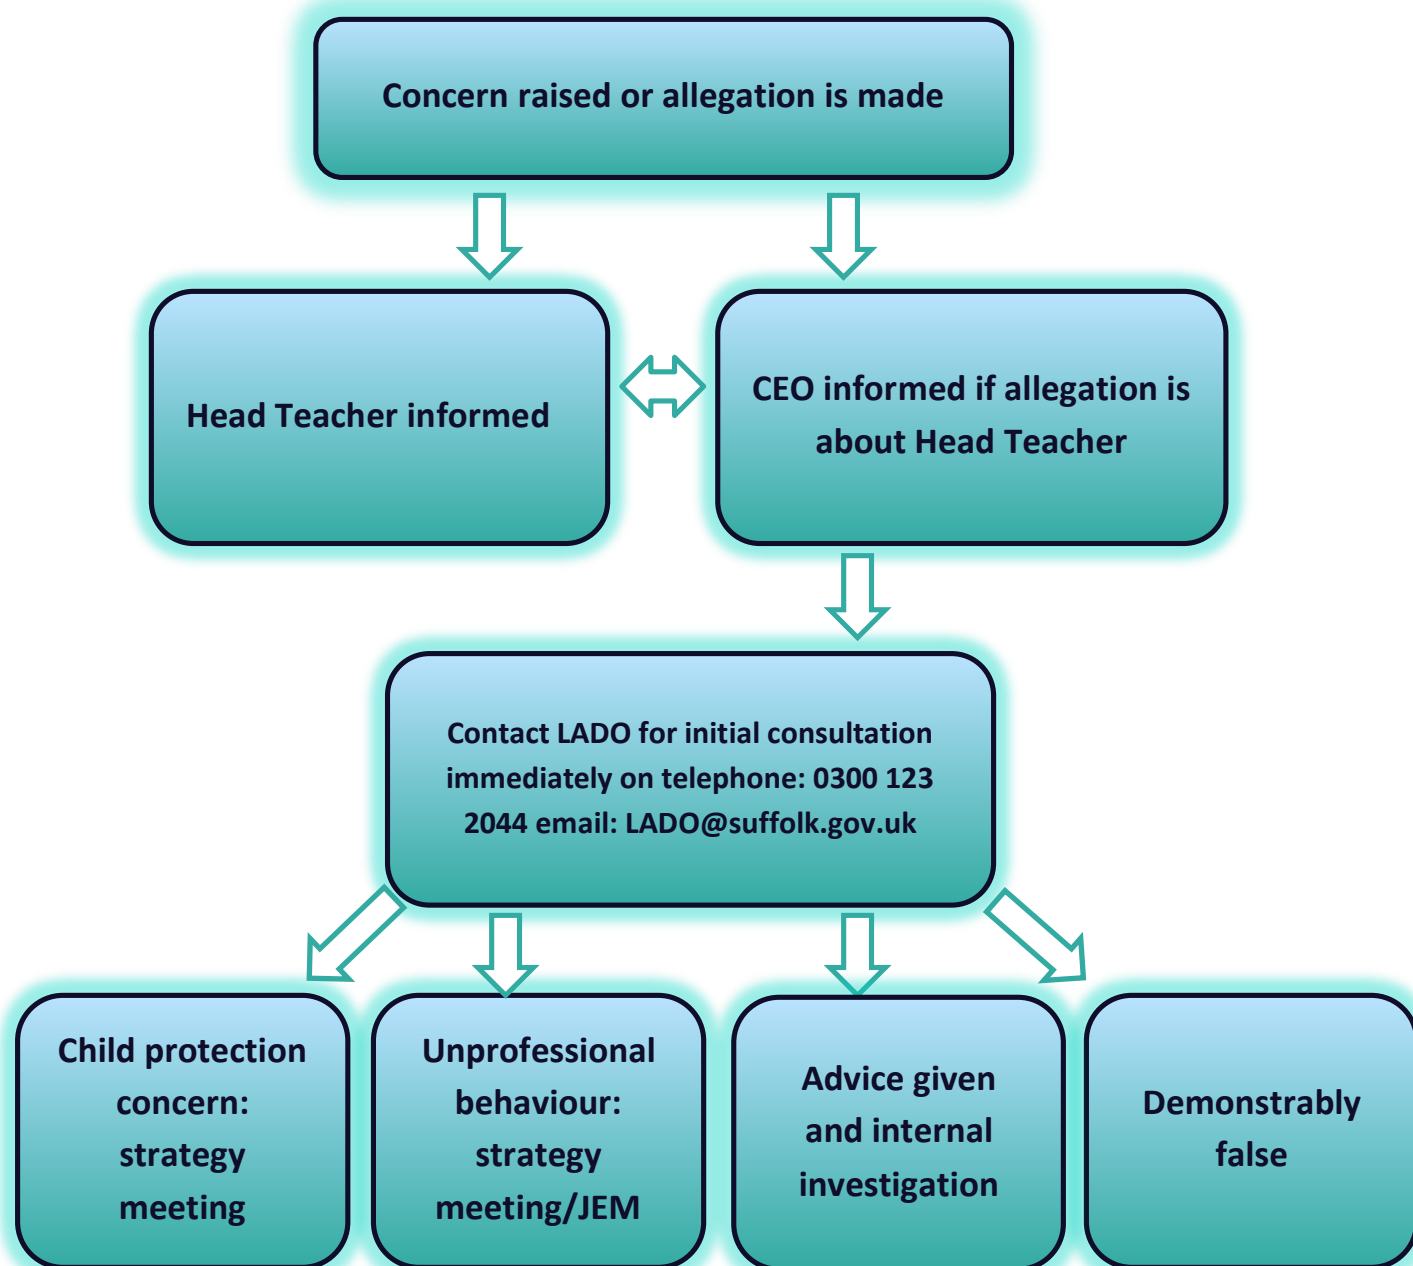 Concern raised or allegation is made
Head Teacher informed
CEO informed if allegation is
about Head Teacher
Contact LADO for initial consultation
immediately on telephone: 0300 123
2044 email: LADO@suffolk.gov.uk
Child protection
concern:
strategy
meeting
Unprofessional
behaviour:
strategy
meeting/JEM
Advice given
and internal
investigation
Demonstrably
false